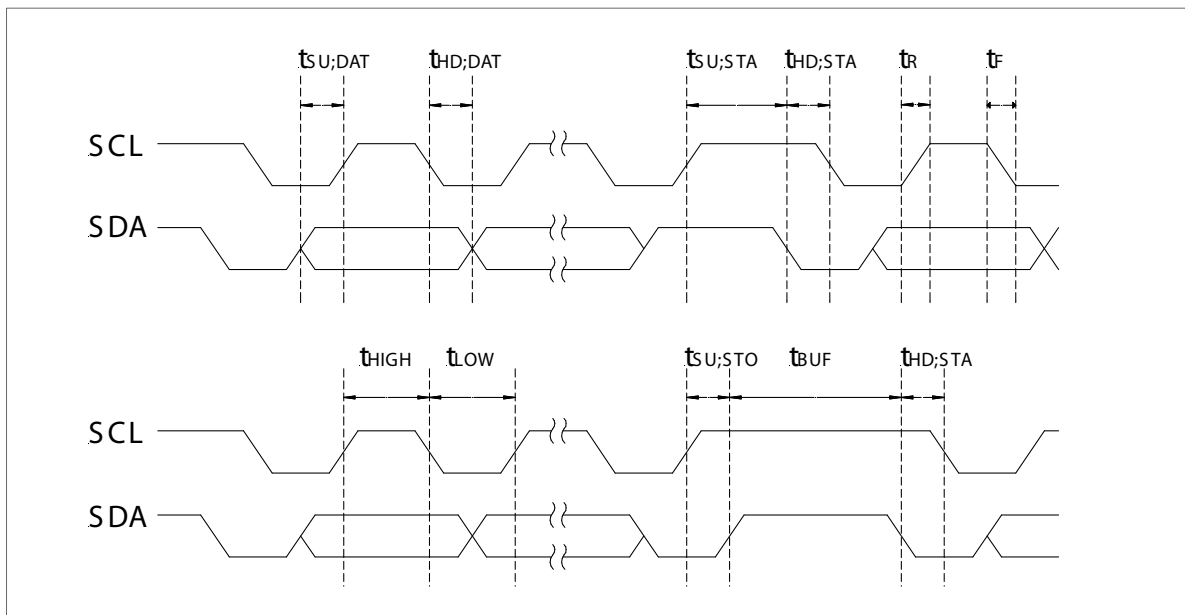 tSU;DAT tHD;DAT tSU;STA tHD;STA tR tF
SCL
SDA
tHIGH tLOW tSU;STO tBUF tHD;STA
SCL
SDA